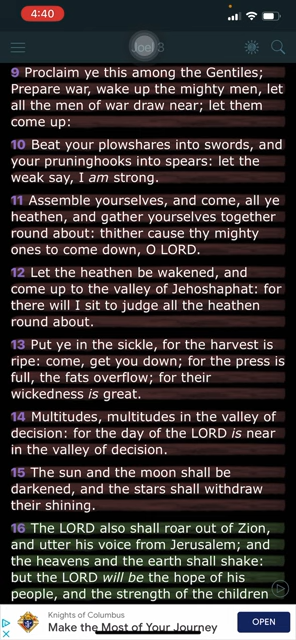 4:40
Joel 3
9 Proclaim ye this among the Gentiles;
Prepare war, wake up the mighty men, let
all the men of war draw near; let them
come up:
10 Beat your plowshares into swords, and
your pruninghooks into spears: let the
weak say, I am strong.
11 Assemble yourselves, and come, all ye
heathen, and gather yourselves together
round about: thither cause thy mighty
ones to come down, O LORD.
12 Let the heathen be wakened, and
come up to the valley of Jehoshaphat: for
there will I sit to judge all the heathen
round about.
13 Put ye in the sickle, for the harvest is
ripe: come, get you down; for the press is
full, the fats overflow; for their
wickedness is great.
14 Multitudes, multitudes in the valley of
decision: for the day of the LORD is near
in the valley of decision.
15 The sun and the moon shall be
darkened, and the stars shall withdraw
their shining.
16 The LORD also shall roar out of Zion,
and utter his voice from Jerusalem; and
the heavens and the earth shall shake:
but the LORD will be the hope of his
people, and the strength of the children
Knights of Columbus
Make the Most of Your Journey
OPEN